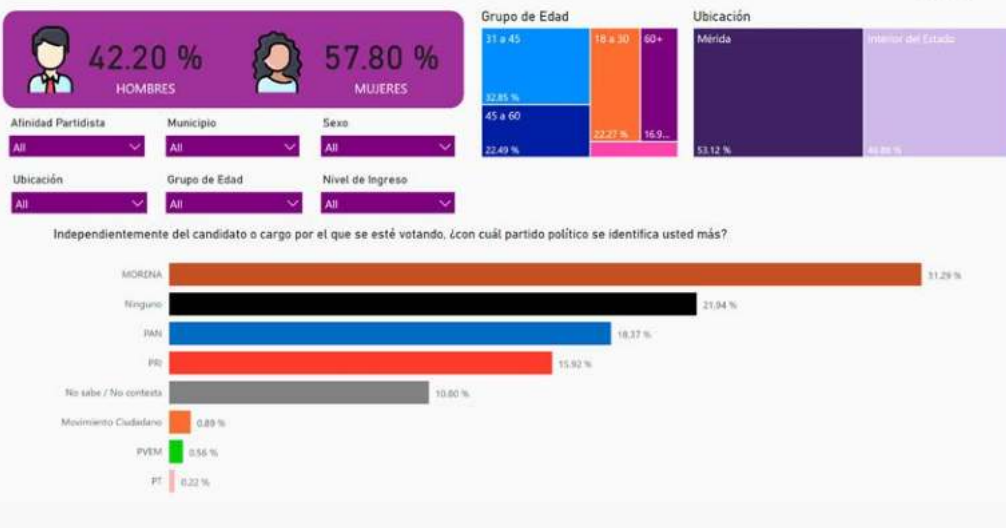 42.20 %
HOMBRES
57.80 %
MUJERES
Afinidad Partidista
All
Municipio
All
Sexo
All
Ubicación
All
Grupo de Edad
All
Nivel de Ingreso
All
Grupo de Edad
31 a 45
32.85 %
45 a 60
22.49 %
18 a 30
22.27 %
60+
16.9...
Ubicación
Mérida
53.12 %
Interior del Estado
Independientemente del candidato o cargo por el que se esté votando, ¿con cuál partido político se identifica usted más?
MORENA
31.29 %
Ninguno
21.94 %
PAN
18.37 %
PRI
15.92 %
No sabe / No contesta
10.80 %
Movimiento Ciudadano
0.89 %
PVEM
0.56 %
PT
0.22 %